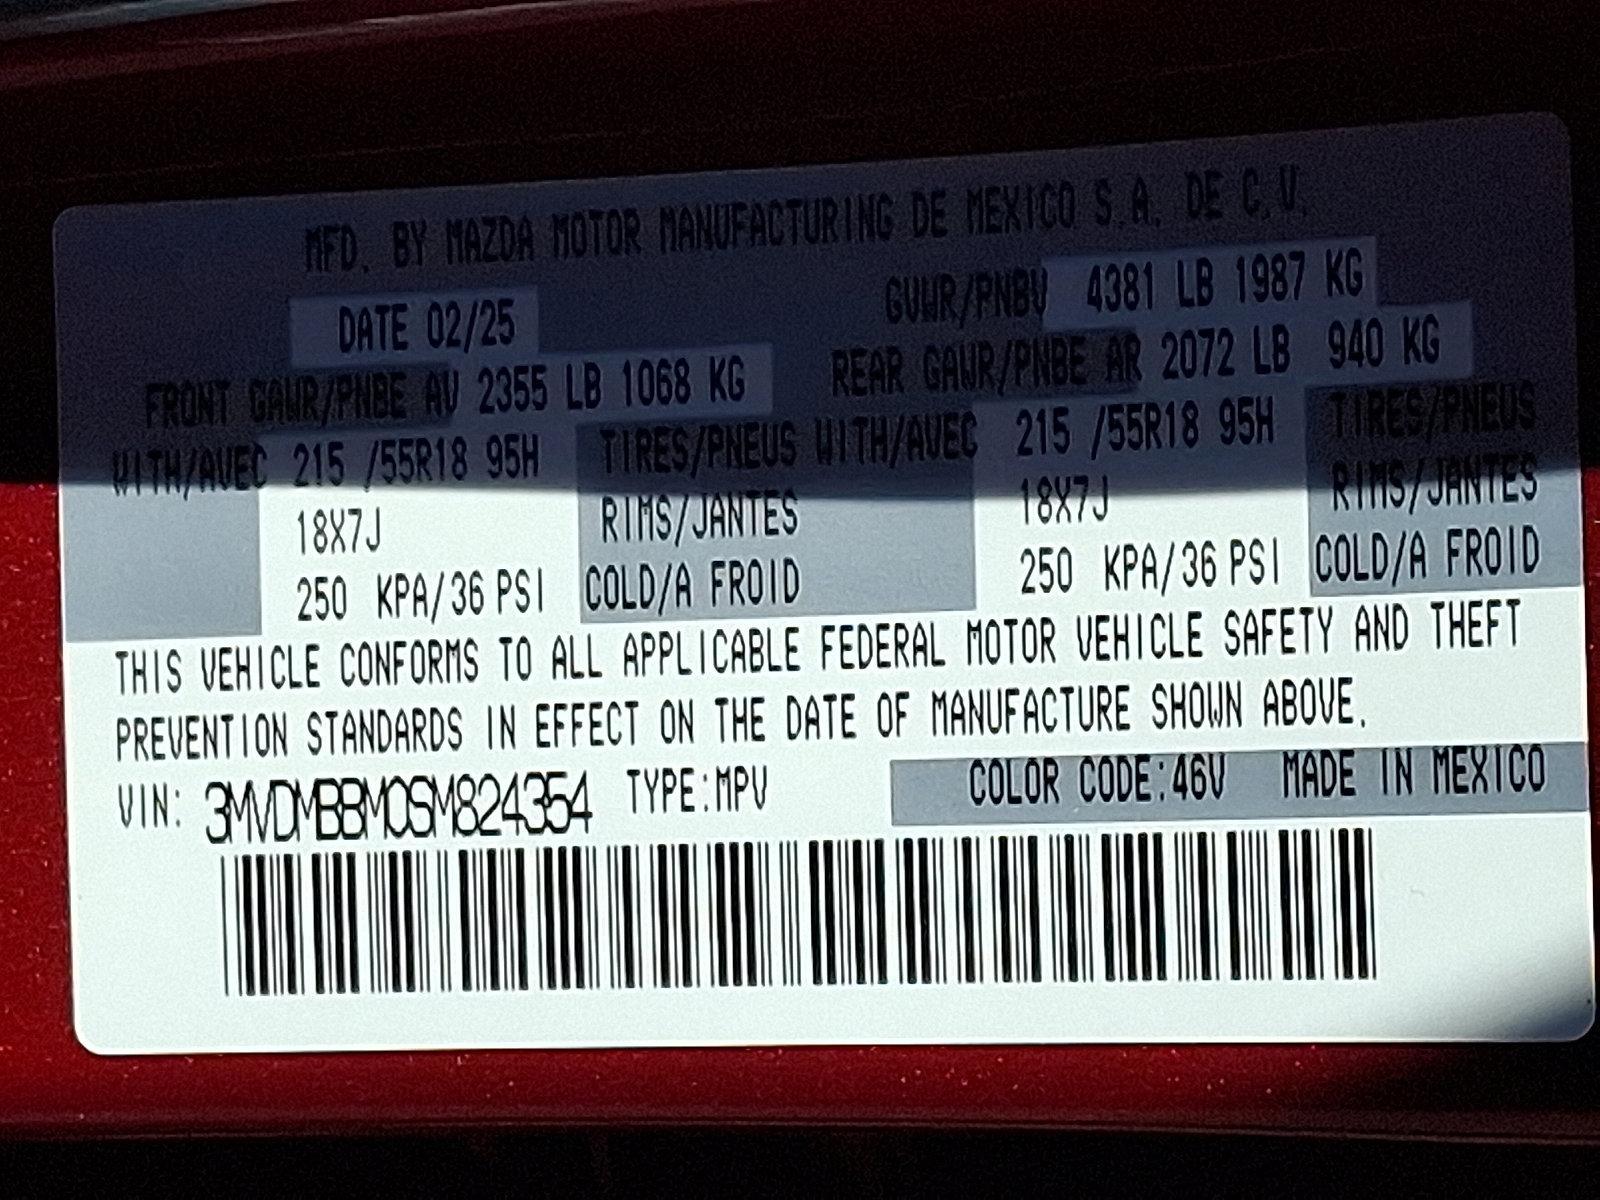 MFD. BY MAZDA MOTOR MANUFACTURING DE MEXICO S.A. DE C.V.
DATE 02/25 GVWR/PNBV 4381 LB 1987 KG
FRONT GAWR/PNBE AV 2355 LB 1068 KG REAR GAWR/PNBE AR 2072 LB 940 KG
WITH/AVEC 215 /55R18 95H TIRES/PNEUS WITH/AVEC 215 /55R18 95H TIRES/PNEUS
18X7J RIMS/JANTES 18X7J RIMS/JANTES
250 KPA/36 PSI COLD/A FROID 250 KPA/36 PSI COLD/A FROID
THIS VEHICLE CONFORMS TO ALL APPLICABLE FEDERAL MOTOR VEHICLE SAFETY AND THEFT
PREVENTION STANDARDS IN EFFECT ON THE DATE OF MANUFACTURE SHOWN ABOVE.
VIN: 3MVDMBBM0SM824354 TYPE:MPV COLOR CODE:46V MADE IN MEXICO